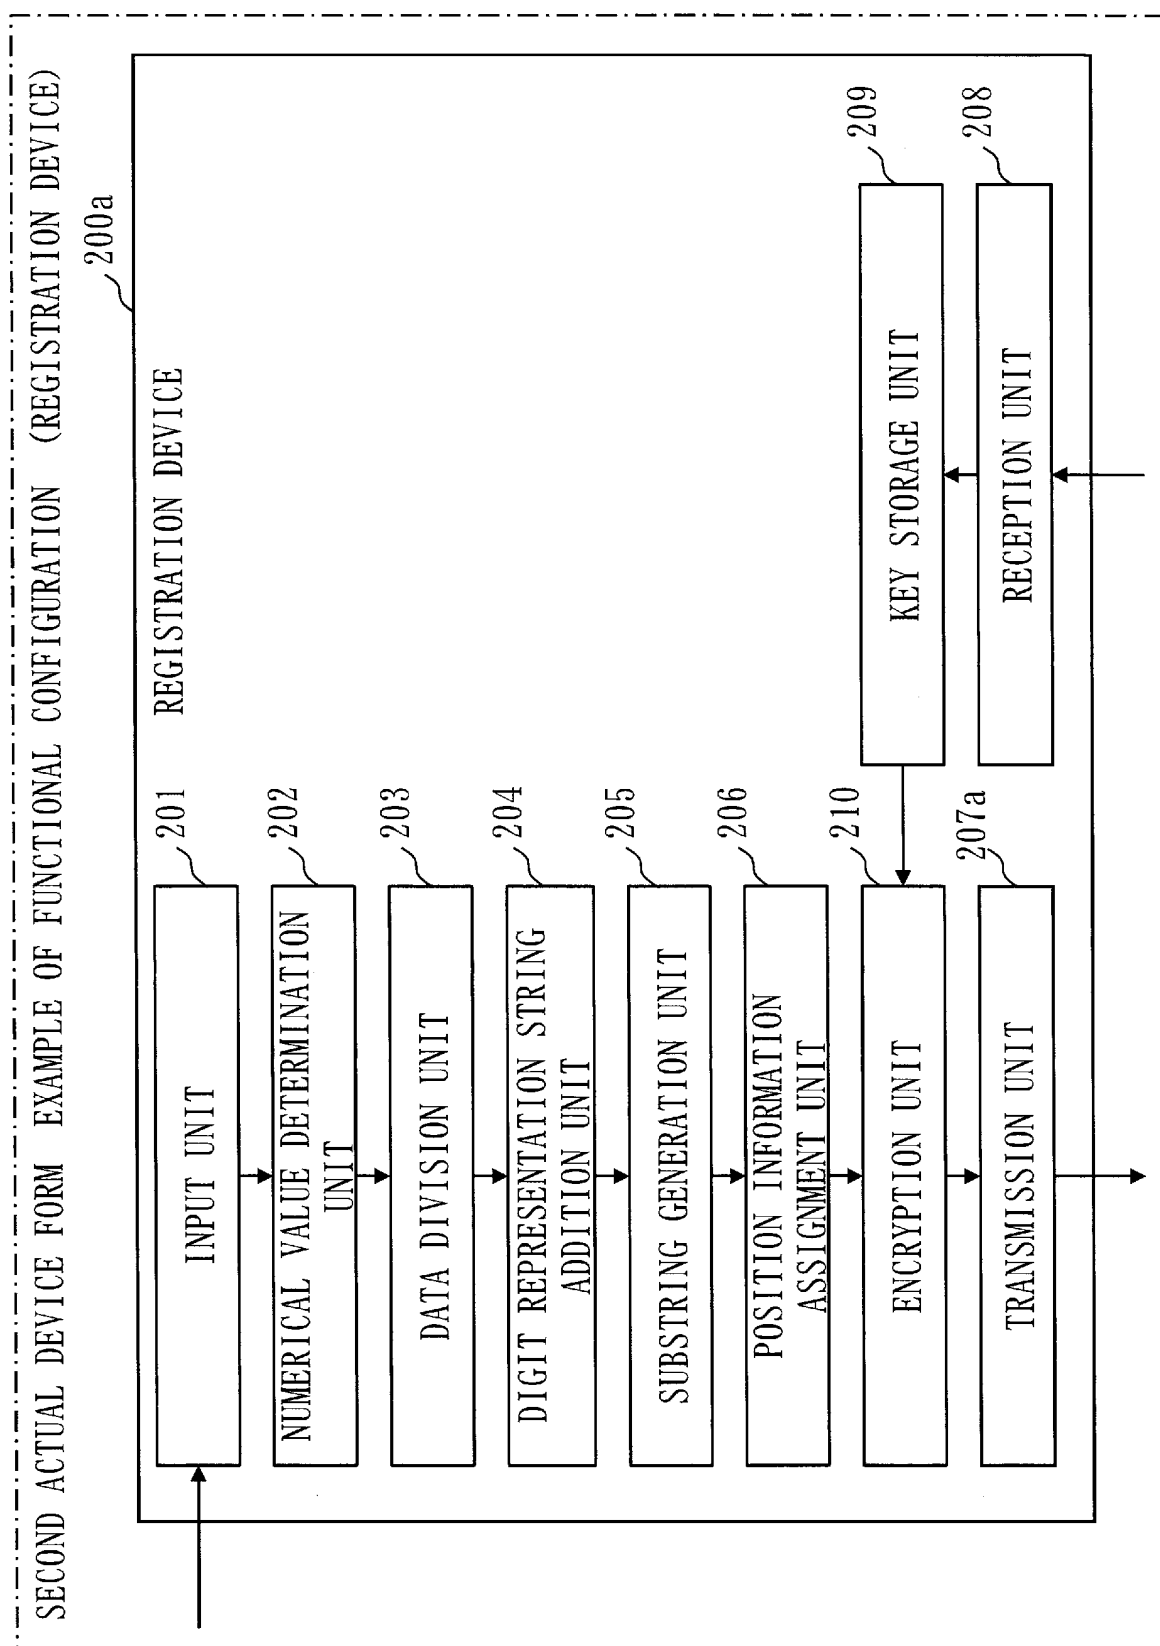 SECOND ACTUAL DEVICE FORM EXAMPLE OF FUNCTIONAL CONFIGURATION (REGISTRATION DEVICE)
200a
REGISTRATION DEVICE
INPUT UNIT
201
NUMERICAL VALUE DETERMINATION
UNIT
202
DATA DIVISION UNIT
203
DIGIT REPRESENTATION STRING
ADDITION UNIT
204
SUBSTRING GENERATION UNIT
205
POSITION INFORMATION
ASSIGNMENT UNIT
206
ENCRYPTION UNIT
210
KEY STORAGE UNIT
209
TRANSMISSION UNIT
207a
RECEPTION UNIT
208